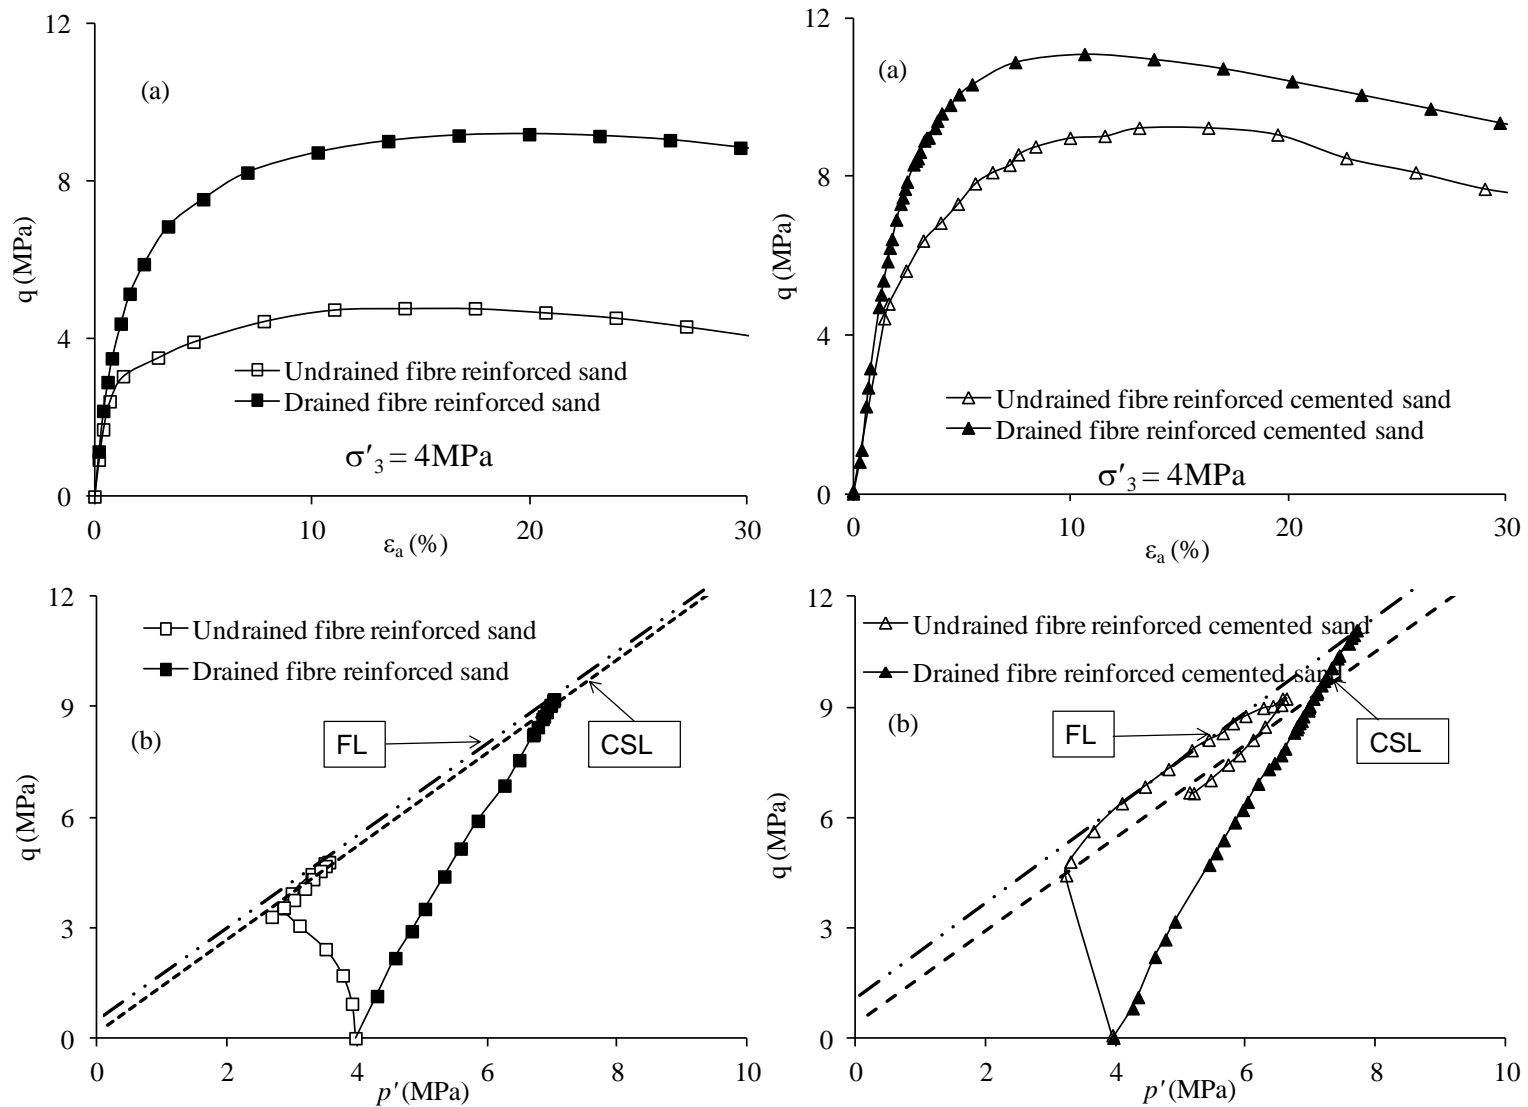 12
(a)
8
q (MPa)
4
Undrained fibre reinforced sand
Drained fibre reinforced sand
σ′3 = 4MPa
0
0 10 20 30
εa (%)
12
(a)
8
q (MPa)
4
Undrained fibre reinforced cemented sand
Drained fibre reinforced cemented sand
σ′3 = 4MPa
0
0 10 20 30
εa (%)
12
Undrained fibre reinforced sand
Drained fibre reinforced sand
9
(b)
FL
CSL
6
q (MPa)
3
0
0 2 4 6 8 10
p′ (MPa)
12
Undrained fibre reinforced cemented sand
Drained fibre reinforced cemented sand
9
(b)
FL
CSL
6
q (MPa)
3
0
0 2 4 6 8 10
p′ (MPa)